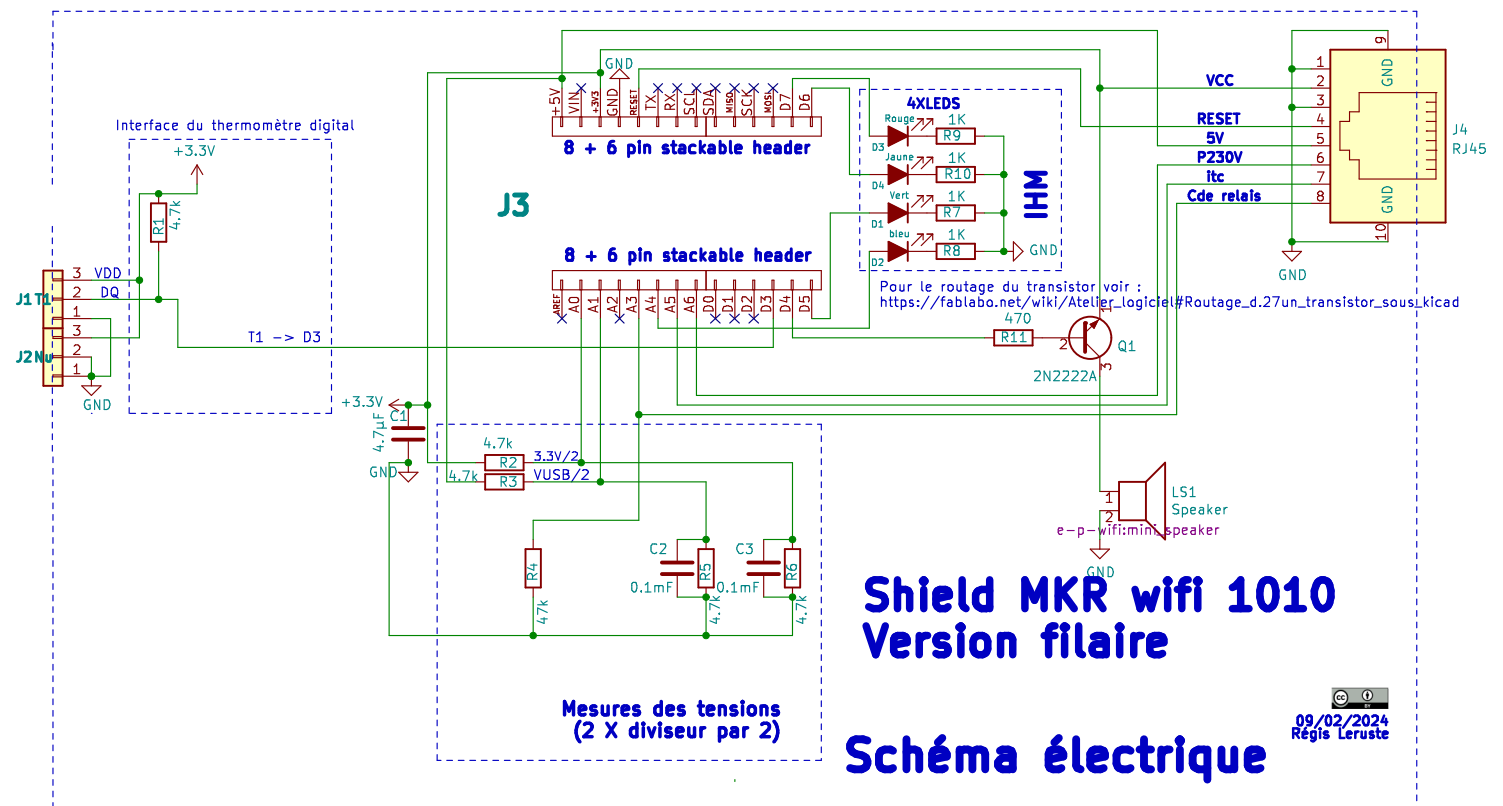 Interface du thermomètre digital
+3.3V
R1
4.7k
VDD
DQ
3
2
1
J1
T1
3
2
1
J2
Nu
GND
T1 -> D3
+5V
VIN
+3V3
GND
RESET
TX
RX
SCL
SDA
MISO
SCK
MOSI
D7
D6
GND
8 + 6 pin stackable header
J3
8 + 6 pin stackable header
AREF
A0
A1
A2
A3
A4
A5
A6
D0
D1
D2
D3
D4
D5
4XLEDS
Rouge
D3
1K
R9
Jaune
D4
1K
R10
Vert
D1
1K
R7
bleu
D2
1K
R8
IHM
GND
Pour le routage du transistor voir :
https://fablabo.net/wiki/Atelier_logiciel#Routage_d.27un_transistor_sous_kicad
470
R11
1
2
3
Q1
2N2222A
VCC
RESET
5V
P230V
itc
Cde relais
9
1
2
3
4
5
6
7
8
10
GND
GND
J4
RJ45
GND
+3.3V
C1
4.7µF
GND
4.7k
R2
3.3V/2
4.7k
R3
VUSB/2
R4
47k
C2
0.1mF
R5
4.7k
C3
0.1mF
R6
4.7k
Mesures des tensions
(2 X diviseur par 2)
1
2
LS1
Speaker
e-p-wifi:mini_speaker
GND
Shield MKR wifi 1010
Version filaire
cc
BY
09/02/2024
Régis Leruste
Schéma électrique